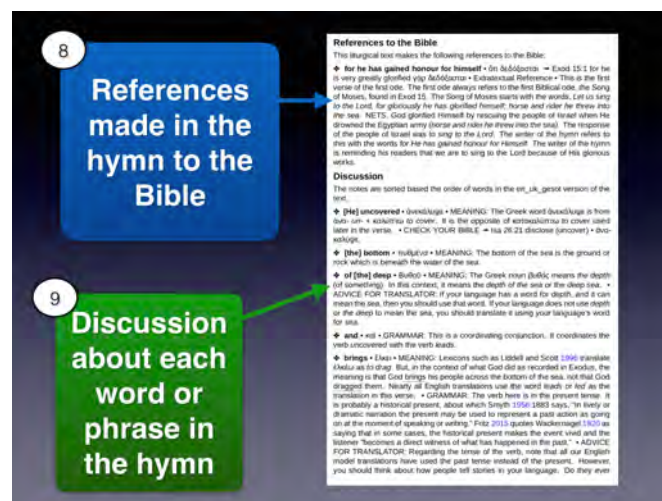 8
References
made in the
hymn to the
Bible
9
Discussion
about each
word or
phrase in
the hymn
References to the Bible
This liturgical text makes the following references to the Bible:
✤ for he has gained honour for himself • ὅτι δεδόξασται ➞ Exod 15:1 for he
is very greatly glorified γὰρ δεδόξασται • Extratextual Reference • This is the first
verse of the first ode. The first ode always refers to the first Biblical ode, the Song
of Moses, found in Exod 15. The Song of Moses starts with the words, Let us sing
to the Lord, for gloriously he has glorified himself; horse and rider he threw into
the sea. NETS. God glorified Himself by rescuing the people of Israel when He
drowned the Egyptian army (horse and rider he threw into the sea). The response
of the people of Israel was to sing to the Lord. The writer of the hymn refers to
this with the words for He has gained honour for Himself. The writer of the hymn
is reminding his readers that we are to sing to the Lord because of His glorious
works.
Discussion
The notes are sorted based the order of words in the en_uk_gesot version of the
text.
✤ [He] uncovered • ἀνεκάλυψε • MEANING: The Greek word ἀνεκάλυψε is from
ἀνα- un- + καλύπτω to cover. It is the opposite of κατακαλύπτω to cover used
later in the verse. • CHECK YOUR BIBLE ➞ Isa 26:21 disclose (uncover) • ἀνα-
καλύψει.
✤ [the] bottom • πυθμένα • MEANING: The bottom of the sea is the ground or
rock which is beneath the water of the sea.
✤ of [the] deep • βυθοῦ • MEANING: The Greek noun βυθός means the depth
(of something). In this context, it means the depth of the sea or the deep sea. •
ADVICE FOR TRANSLATOR: If your language has a word for depth, and it can
mean the sea, then you should use that word. If your language does not use depth
or the deep to mean the sea, you should translate it using your language's word
for sea.
✤ and • καὶ • GRAMMAR: This is a coordinating conjunction. It coordinates the
verb uncovered with the verb leads.
✤ brings • ἕλκει • MEANING: Lexicons such as Liddell and Scott 1996 translate
ἑλκύω as to drag. But, in the context of what God did as recorded in Exodus, the
meaning is that God brings his people across the bottom of the sea, not that God
dragged them. Nearly all English translations use the word leads or led as the
translation in this verse. • GRAMMAR: The verb here is in the present tense. It
is probably a historical present, about which Smyth 1956:1883 says, "In lively or
dramatic narration the present may be used to represent a past action as going
on at the moment of speaking or writing." Fritz 2015 quotes Wackernagel 1920 as
saying that in some cases, the historical present makes the event vivid and the
listener "becomes a direct witness of what has happened in the past." • ADVICE
FOR TRANSLATOR: Regarding the tense of the verb, note that all our English
model translations have used the past tense instead of the present. However,
you should think about how people tell stories in your language. Do they ever